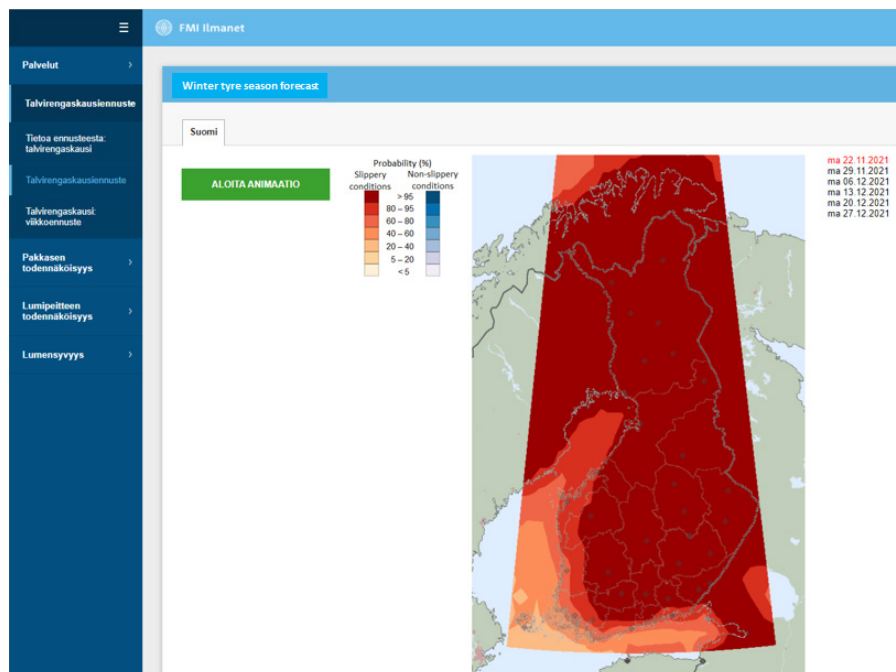 ☰
FMI Ilmanet
Palvelut
Talvirengaskausiennuste
Tietoa ennusteesta:
talvirengaskausi
Talvirengaskausiennuste
Talvirengaskausi:
viikkoennuste
Pakkasen
todennäköisyys
Lumipeitteen
todennäköisyys
Lumensyvyys
Winter tyre season forecast
Suomi
ALOITA ANIMAATIO
Probability (%)
Slippery Non-slippery
conditions conditions
> 95
80 – 95
60 – 80
40 – 60
20 – 40
5 – 20
< 5
ma 22.11.2021
ma 29.11.2021
ma 06.12.2021
ma 13.12.2021
ma 20.12.2021
ma 27.12.2021